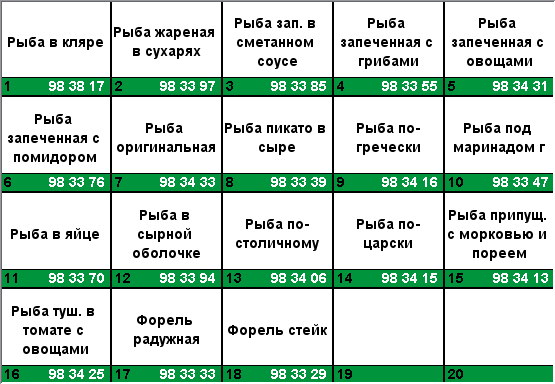 Рыба в кляре
1 98 38 17
Рыба жареная
в сухарях
2 98 33 97
Рыба зап. в
сметанном
соусе
3 98 33 85
Рыба
запеченная с
грибами
4 98 33 55
Рыба
запеченная с
овощами
5 98 34 31
Рыба
запеченная с
помидором
6 98 33 76
Рыба
оригинальная
7 98 34 33
Рыба пикато в
сыре
8 98 33 39
Рыба по-
гречески
9 98 34 16
Рыба под
маринадом г
10 98 33 47
Рыба в яйце
11 98 33 70
Рыба в
сырной
оболочке
12 98 33 94
Рыба по-
столичному
13 98 34 06
Рыба по-
царски
14 98 34 15
Рыба припущ.
с морковью и
пореем
15 98 34 13
Рыба туш. в
томате с
овощами
16 98 34 25
Форель
радужная
17 98 33 33
Форель стейк
18 98 33 29
19
20